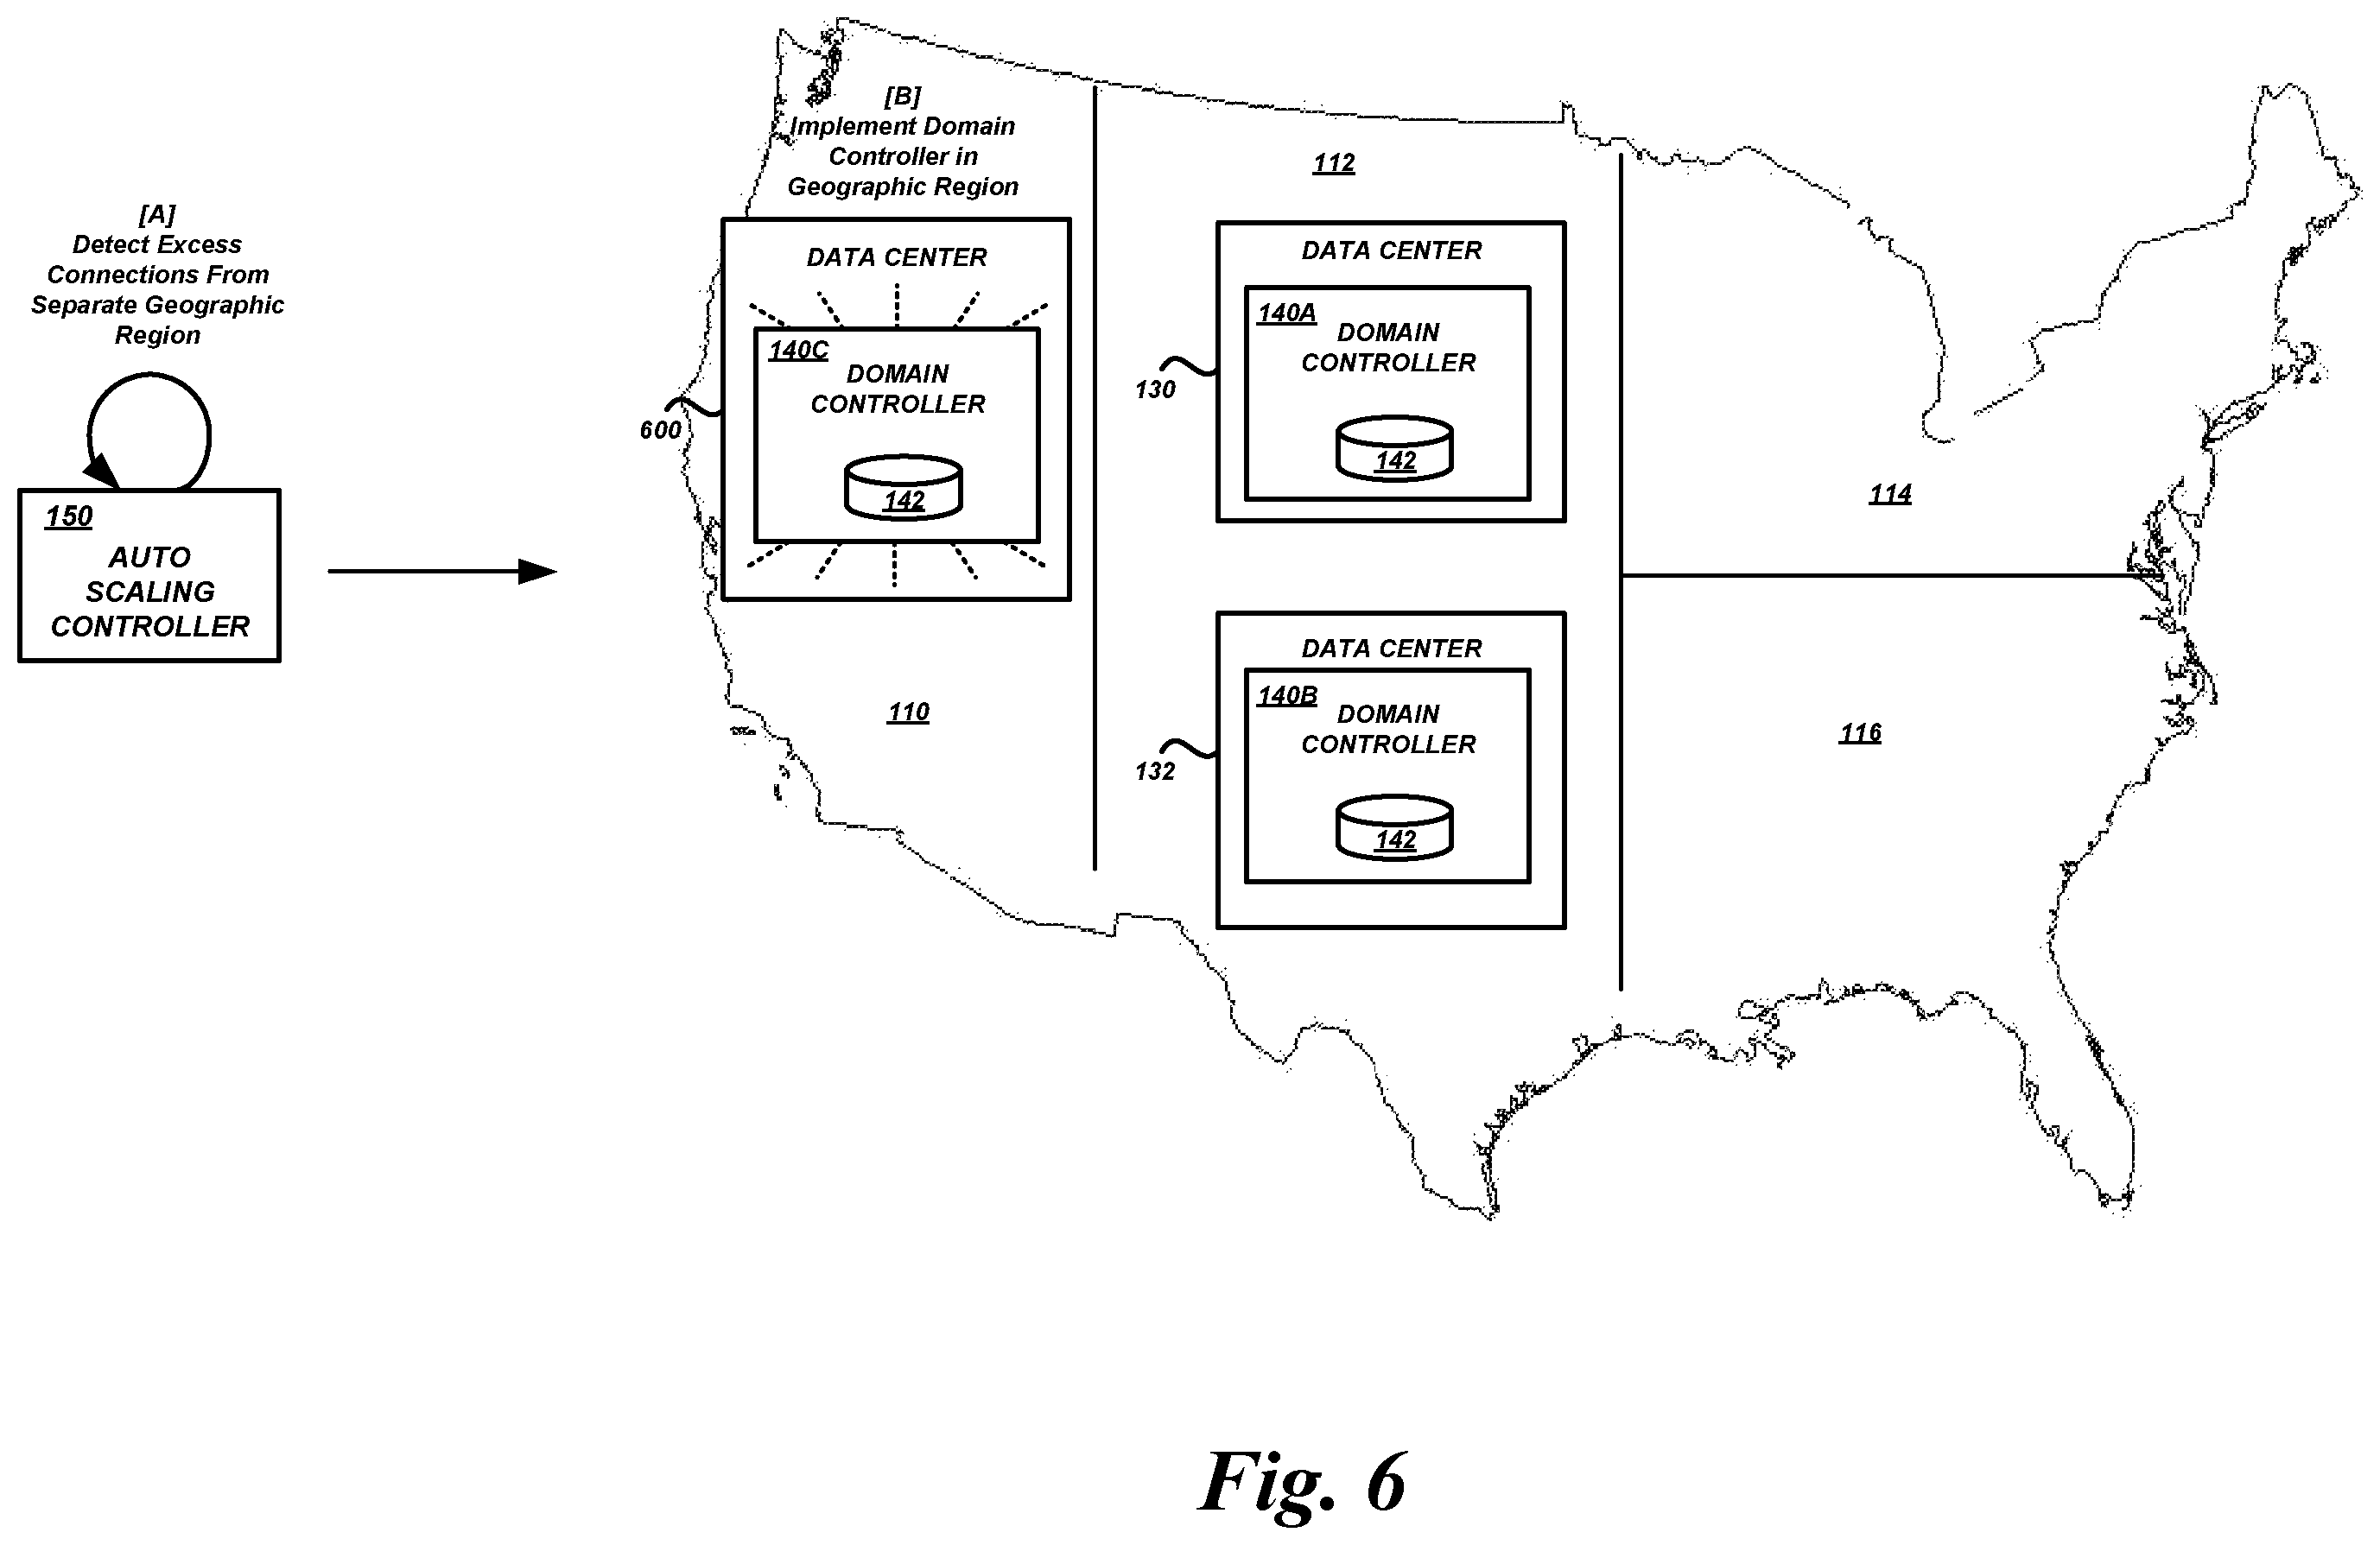 [A]
Detect Excess
Connections From
Separate Geographic
Region
150
AUTO
SCALING
CONTROLLER
[B]
Implement Domain
Controller in
Geographic Region
DATA CENTER
140C
DOMAIN
CONTROLLER
142
600
110
112
DATA CENTER
140A
DOMAIN
CONTROLLER
142
130
DATA CENTER
140B
DOMAIN
CONTROLLER
142
132
114
116
Fig. 6